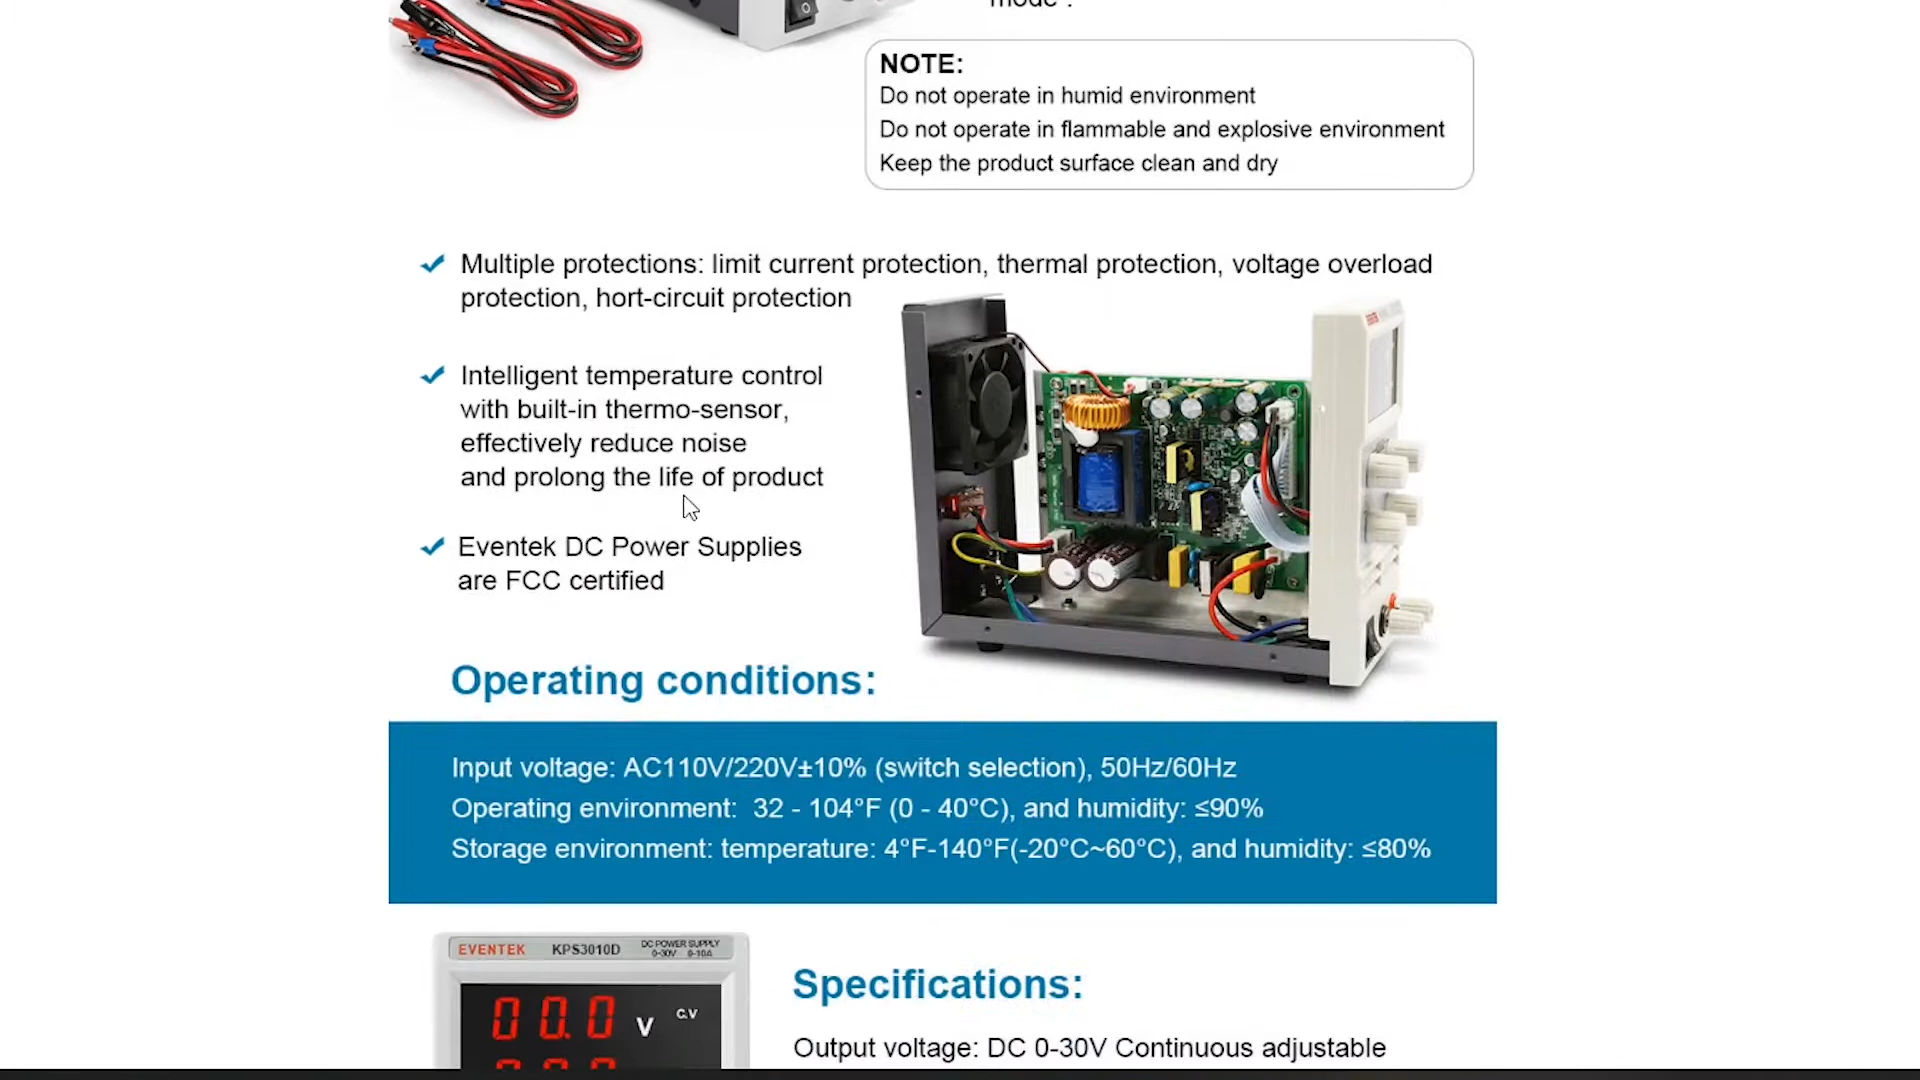 mode".
NOTE:
Do not operate in humid environment
Do not operate in flammable and explosive environment
Keep the product surface clean and dry
Multiple protections: limit current protection, thermal protection, voltage overload
protection, hort-circuit protection
Intelligent temperature control
with built-in thermo-sensor,
effectively reduce noise
and prolong the life of product
Eventek DC Power Supplies
are FCC certified
Operating conditions:
Input voltage: AC110V/220V±10% (switch selection), 50Hz/60Hz
Operating environment: 32 - 104°F (0 - 40°C), and humidity: ≤90%
Storage environment: temperature: 4°F-140°F(-20°C~60°C), and humidity: ≤80%
EVENTEK KPS3010D DC POWER SUPPLY
0-30V 0-10A
00.0 V C.V
Specifications:
Output voltage: DC 0-30V Continuous adjustable